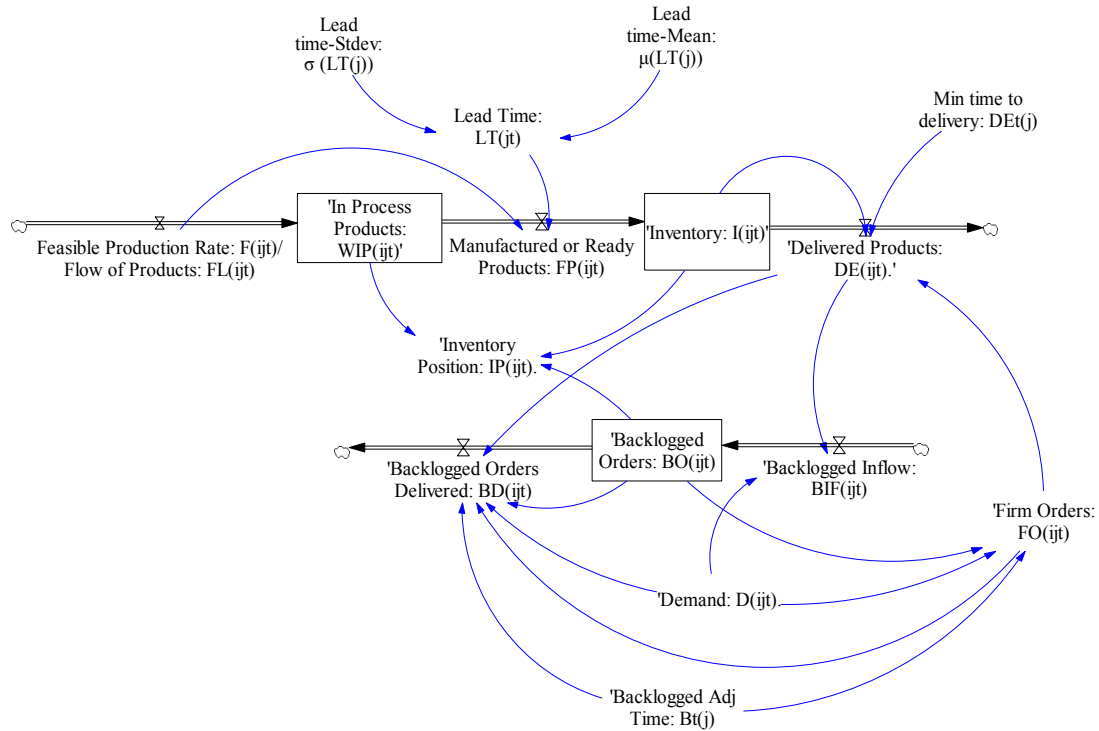 Lead
time-Stdev:
σ (LT(j))
Lead
time-Mean:
μ(LT(j))
Lead Time:
LT(jt)
Min time to
delivery: DEt(j)
'In Process
Products:
WIP(ijt)'
'Inventory: I(ijt)'
Feasible Production Rate: F(ijt)/
Flow of Products: FL(ijt)
Manufactured or Ready
Products: FP(ijt)
'Delivered Products:
DE(ijt).'
'Inventory
Position: IP(ijt).
'Backlogged
Orders: BO(ijt)
'Backlogged Orders
Delivered: BD(ijt)
'Backlogged Inflow:
BIF(ijt)
'Firm Orders:
FO(ijt)
'Demand: D(ijt).
'Backlogged Adj
Time: Bt(j)